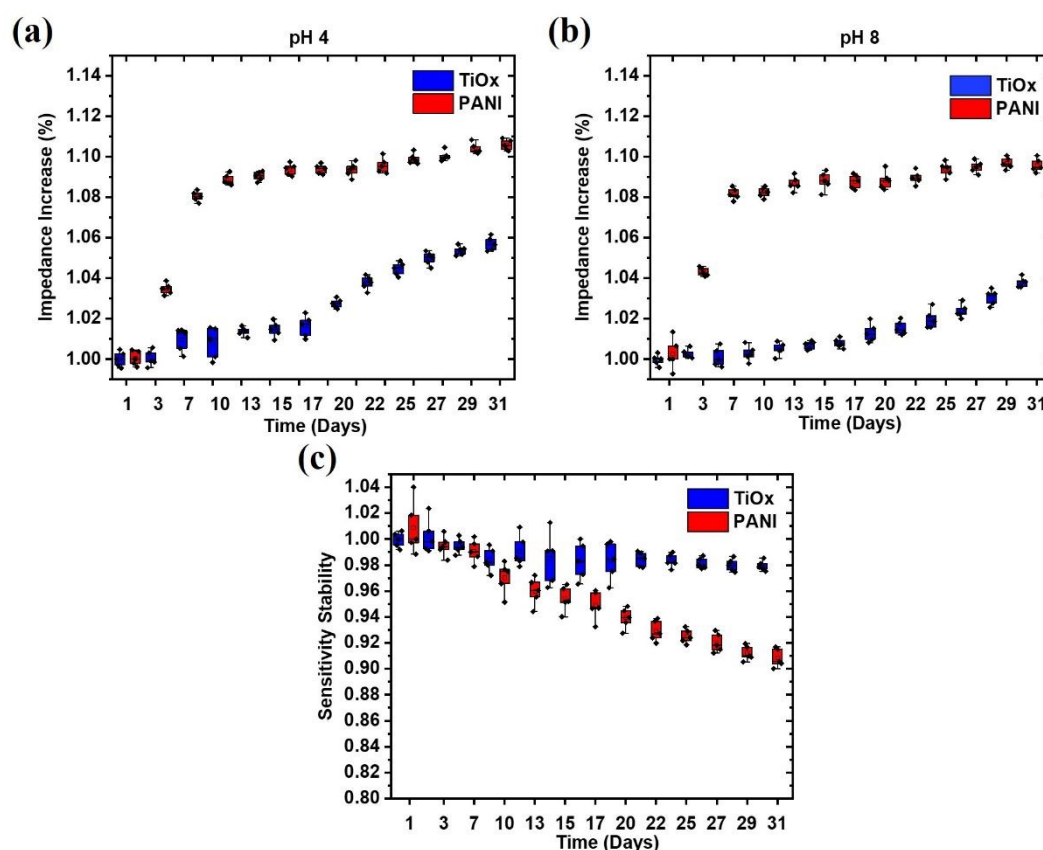 (a)
pH 4
Impedance Increase (%)
1.14
1.12
1.10
1.08
1.06
1.04
1.02
1.00
TiOx
PANI
1 3 7 10 13 15 17 20 22 25 27 29 31
Time (Days)
(b)
pH 8
Impedance Increase (%)
1.14
1.12
1.10
1.08
1.06
1.04
1.02
1.00
TiOx
PANI
1 3 7 10 13 15 17 20 22 25 27 29 31
Time (Days)
(c)
Sensitivity Stability
1.04
1.02
1.00
0.98
0.96
0.94
0.92
0.90
0.88
0.86
0.84
0.82
0.80
TiOx
PANI
1 3 7 10 13 15 17 20 22 25 27 29 31
Time (Days)